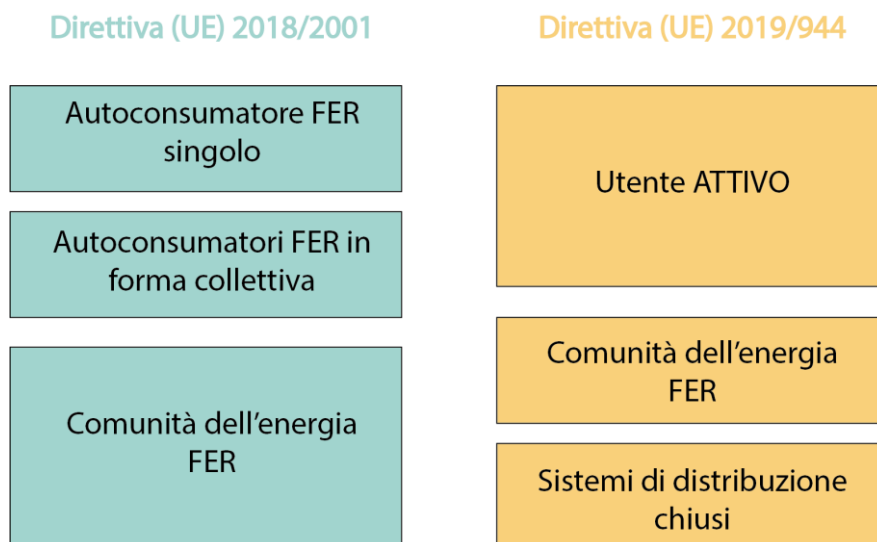 Direttiva (UE) 2018/2001
Autoconsumatore FER
singolo
Autoconsumatori FER in
forma collettiva
Comunità dell'energia
FER
Direttiva (UE) 2019/944
Utente ATTIVO
Comunità dell'energia
FER
Sistemi di distribuzione
chiusi